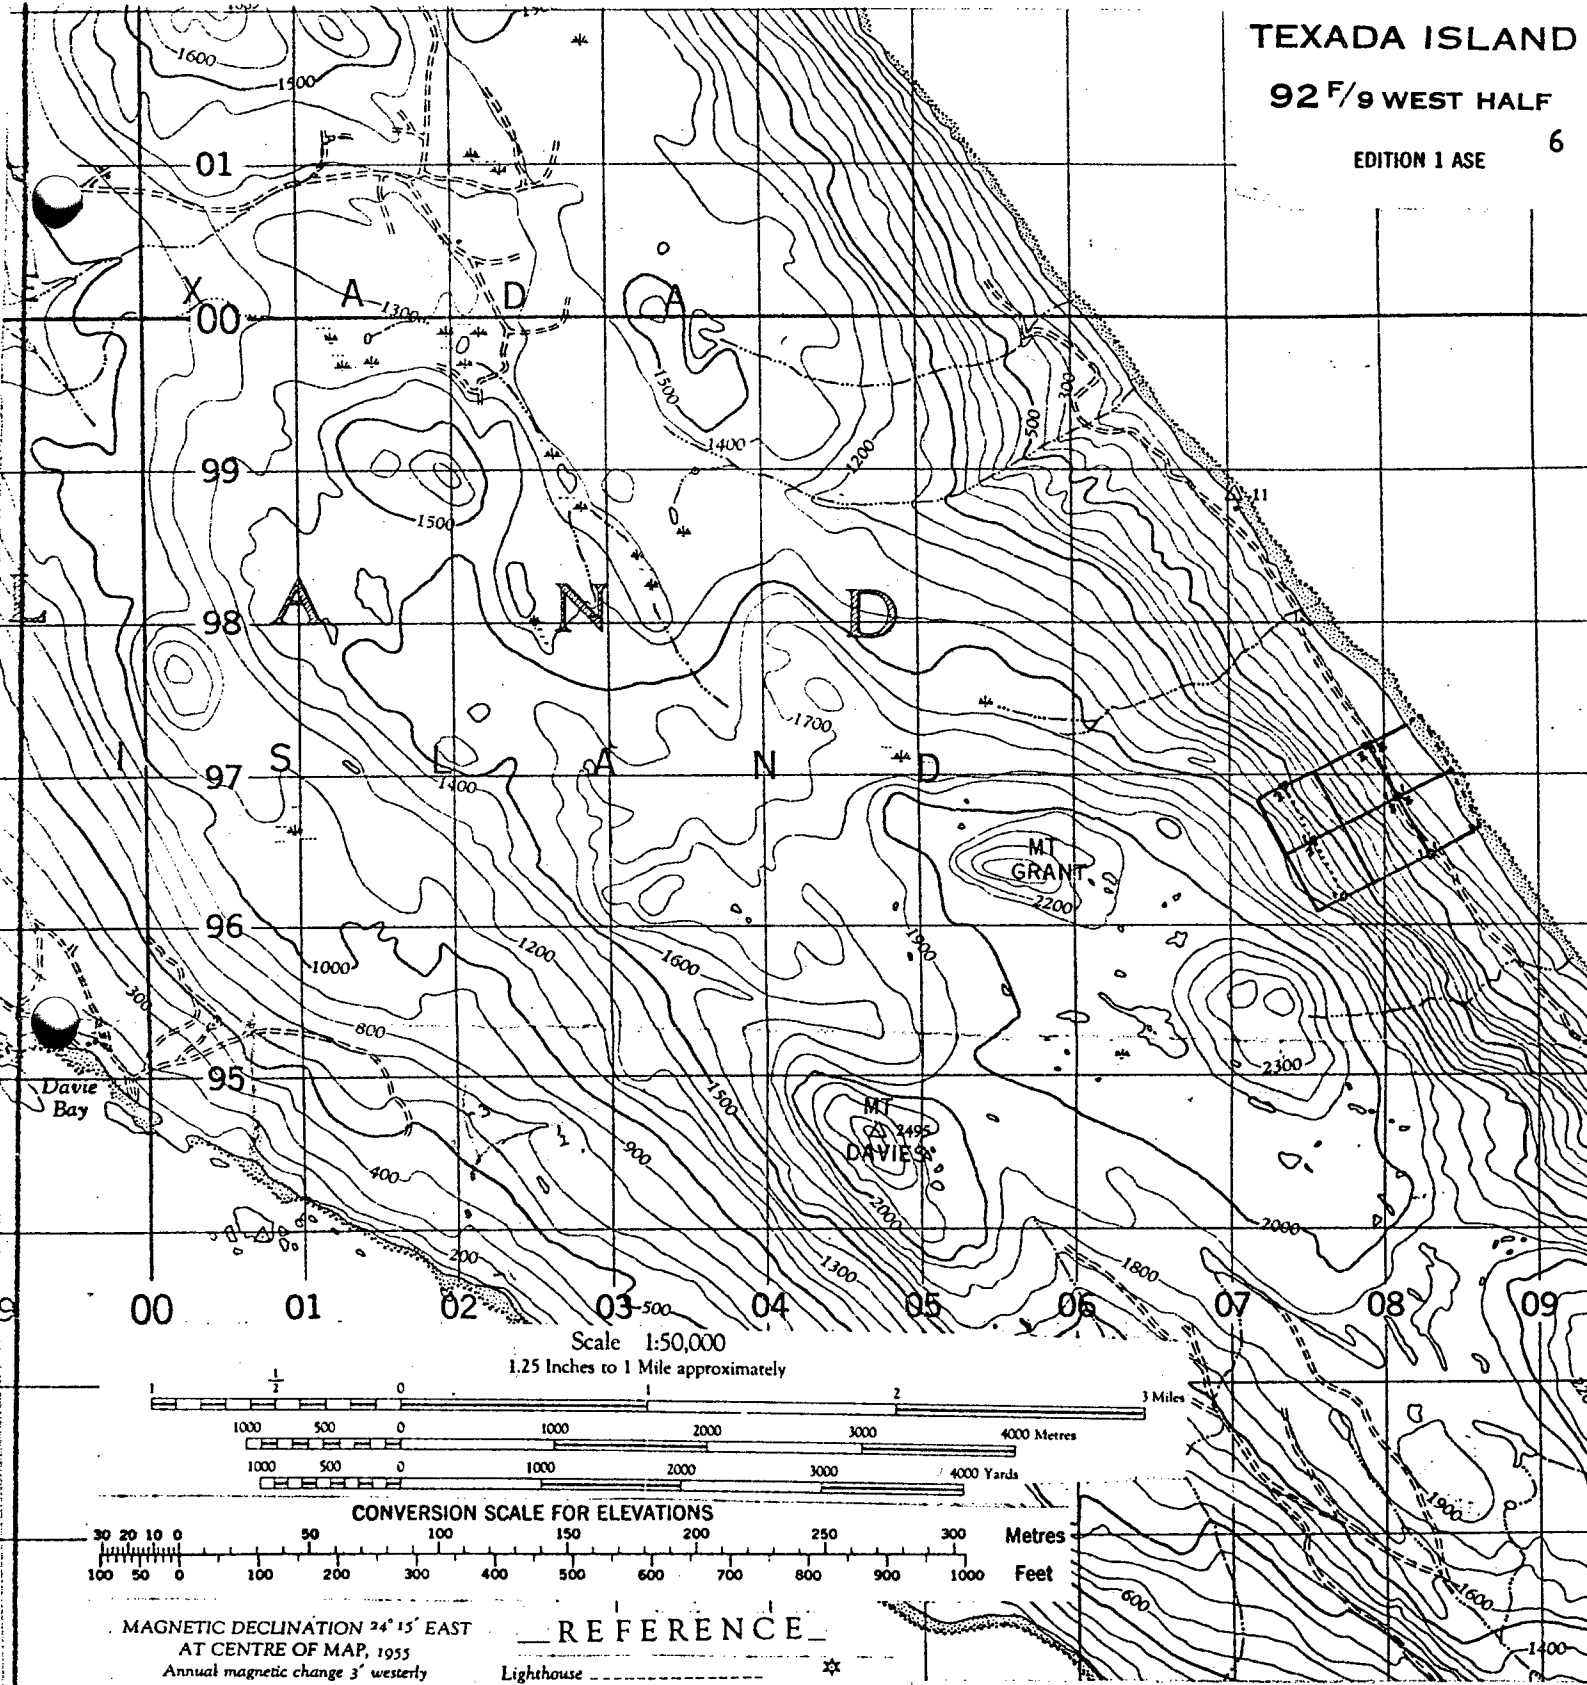 TEXADA ISLAND
92 F/9 WEST HALF
6
EDITION 1 ASE
1600
1500
01
E X A D A
1300
00
1500
300
500
1400
1200
99
1500
11
L A N D
98
1700
I S L A N D
97
1400
MT
GRANT
2200
96
1900
1200
1600
1000
300
800
2300
95
Davie
Bay
1500
MT
2495
DAVIES
900
400
2000
2000
200
1300
1800
9 00 01 02 03 04 05 06 07 08 09
500
Scale 1:50,000
1.25 Inches to 1 Mile approximately
1 1/2 0 1 2 3 Miles
1000 500 0 1000 2000 3000 4000 Metres
1000 500 0 1000 2000 3000 4000 Yards
1900
CONVERSION SCALE FOR ELEVATIONS
30 20 10 0 50 100 150 200 250 300 Metres
100 50 0 100 200 300 400 500 600 700 800 900 1000 Feet
600
1600
1400
MAGNETIC DECLINATION 24° 15′ EAST
AT CENTRE OF MAP, 1955
Annual magnetic change 3′ westerly
REFERENCE
Lighthouse